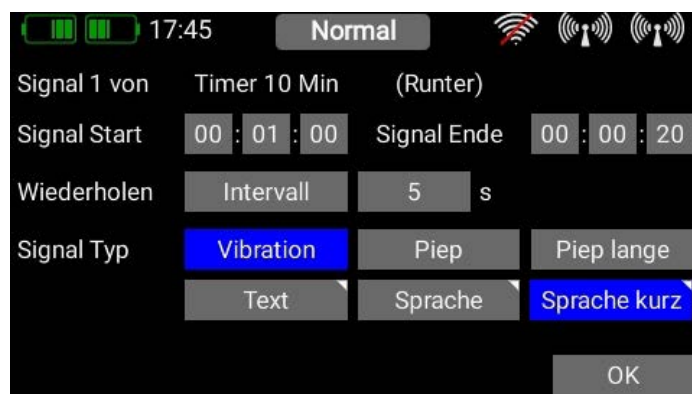 17:45 Normal
Signal 1 von Timer 10 Min (Runter)
Signal Start 00 : 01 : 00 Signal Ende 00 : 00 : 20
Wiederholen Intervall 5 s
Signal Typ Vibration Piep Piep lange
Text Sprache Sprache kurz
OK